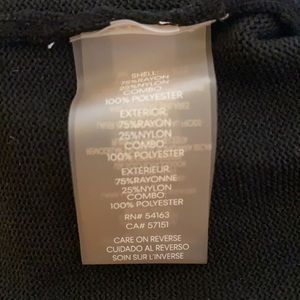 SHELL:
75%RAYON
25%NYLON
COMBO:
100% POLYESTER
EXTERIOR:
75%RAYON
25%NYLON
COMBO:
100% POLYESTER
EXTÉRIEUR:
75%RAYONNE
25%NYLON
COMBO:
100% POLYESTER
RN# 54163
CA# 57151
CARE ON REVERSE
CUIDADO AL REVERSO
SOIN SUR L'INVERSE